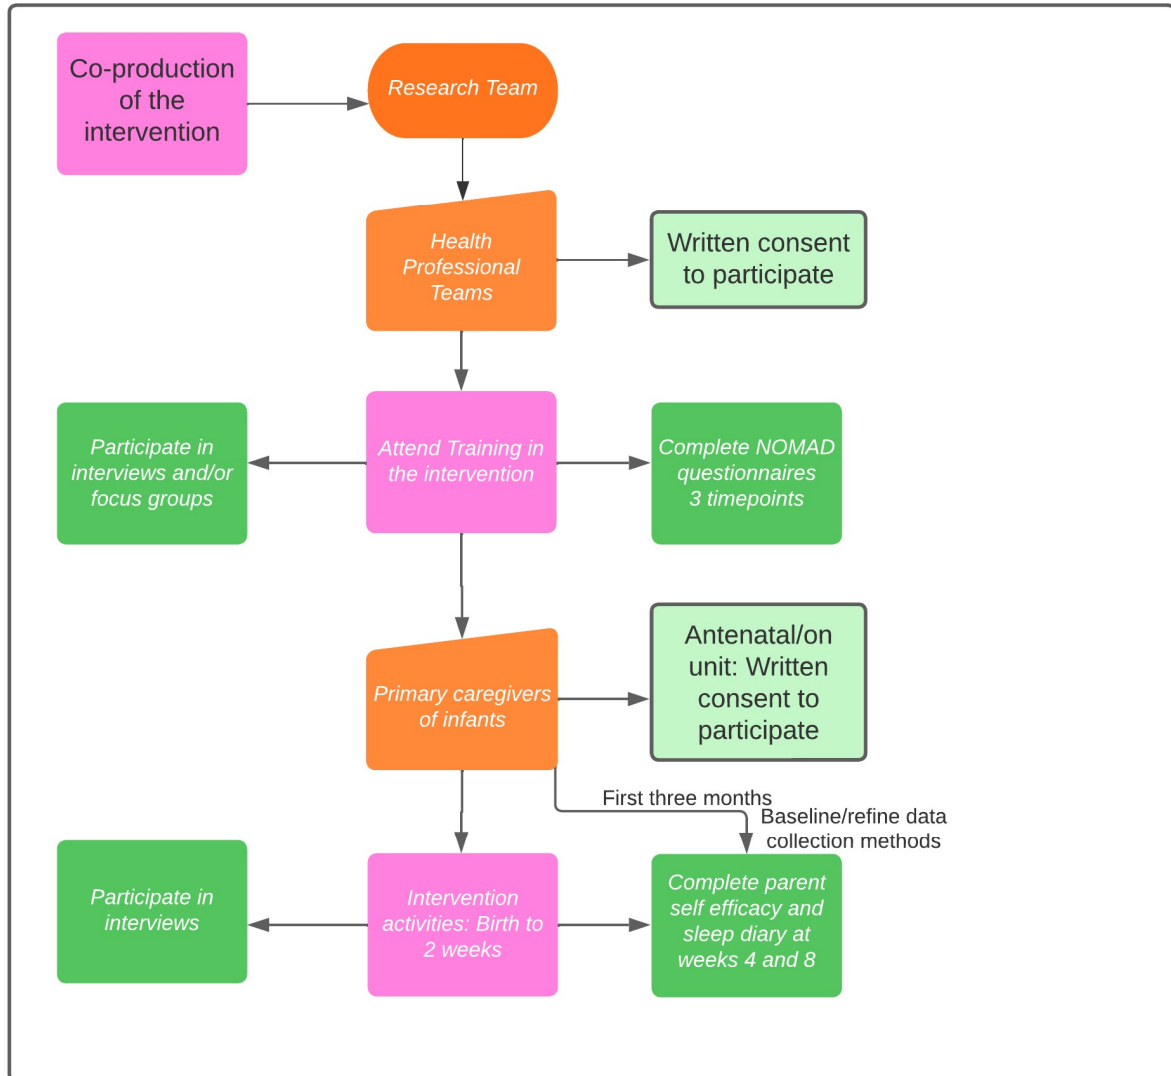 Co-production
of the
intervention
Research Team
Health
Professional
Teams
Written consent
to participate
Participate in
interviews and/or
focus groups
Attend Training in
the intervention
Complete NOMAD
questionnaires
3 timepoints
Primary caregivers
of infants
Antenatal/on
unit: Written
consent to
participate
First three months
Baseline/refine data
collection methods
Participate in
interviews
Intervention
activities: Birth to
2 weeks
Complete parent
self efficacy and
sleep diary at
weeks 4 and 8